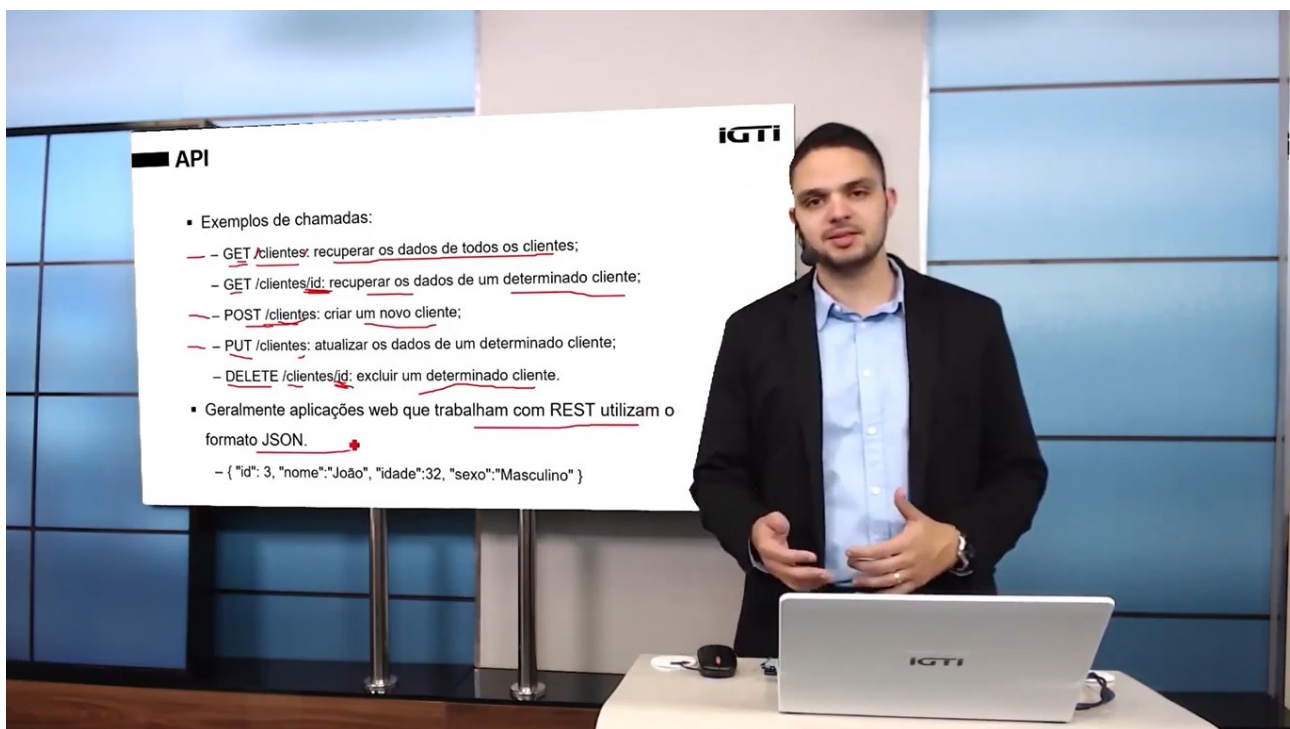 API
iGTi
▪ Exemplos de chamadas:
– GET /clientes: recuperar os dados de todos os clientes;
– GET /clientes/id: recuperar os dados de um determinado cliente;
– POST /clientes: criar um novo cliente;
– PUT /clientes: atualizar os dados de um determinado cliente;
– DELETE /clientes/id: excluir um determinado cliente.
▪ Geralmente aplicações web que trabalham com REST utilizam o
formato JSON.
– { "id": 3, "nome":"João", "idade":32, "sexo":"Masculino" }
iGTi